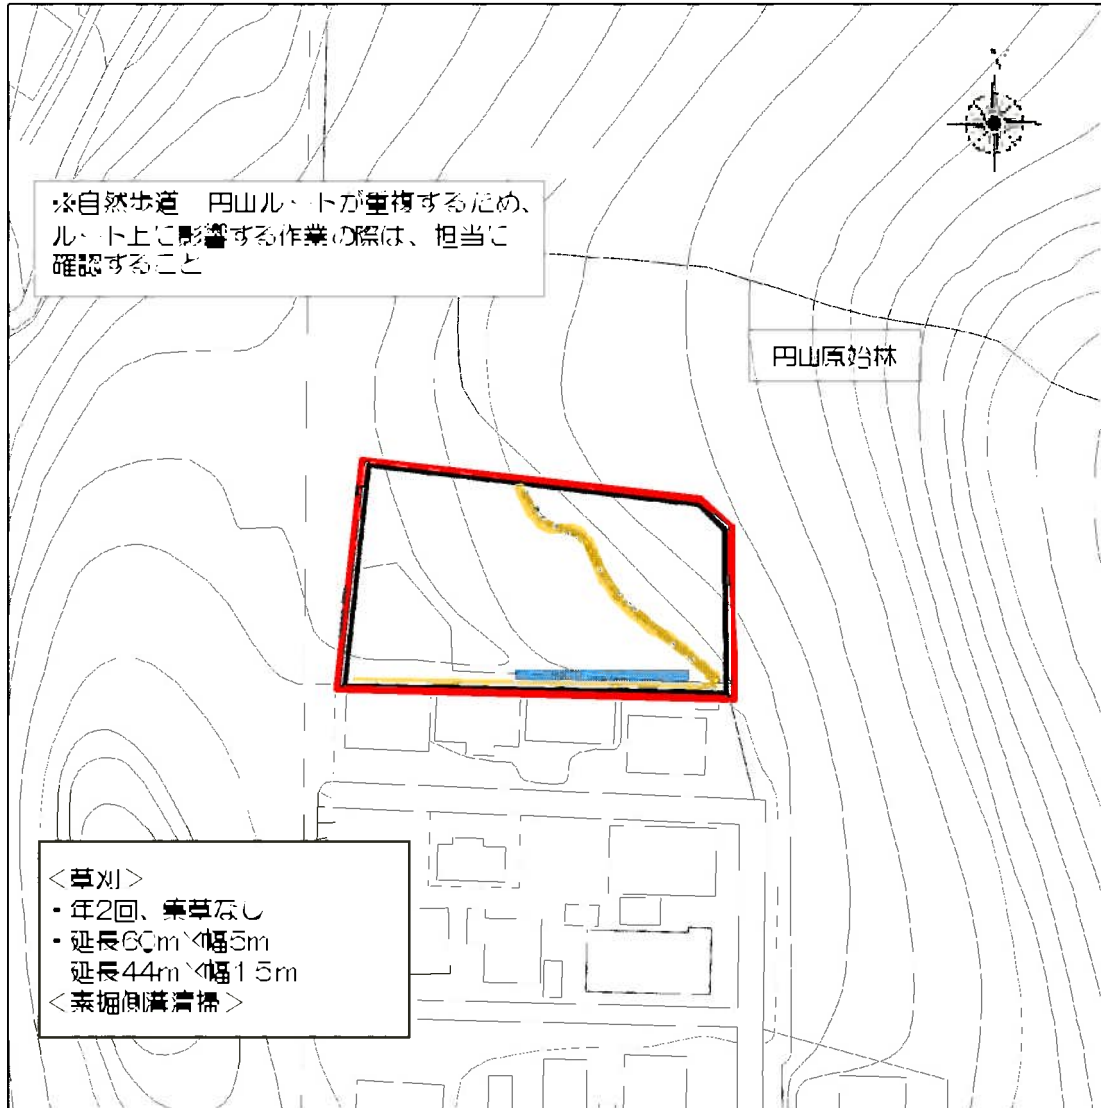 ※自然歩道　円山ルートが重複するため、
ルート上に影響する作業の際は、担当に
確認すること
円山原始林
＜草刈＞
・年2回、集草なし
・延長60m×幅5m
延長44m×幅1.5m
＜素掘側溝清掃＞